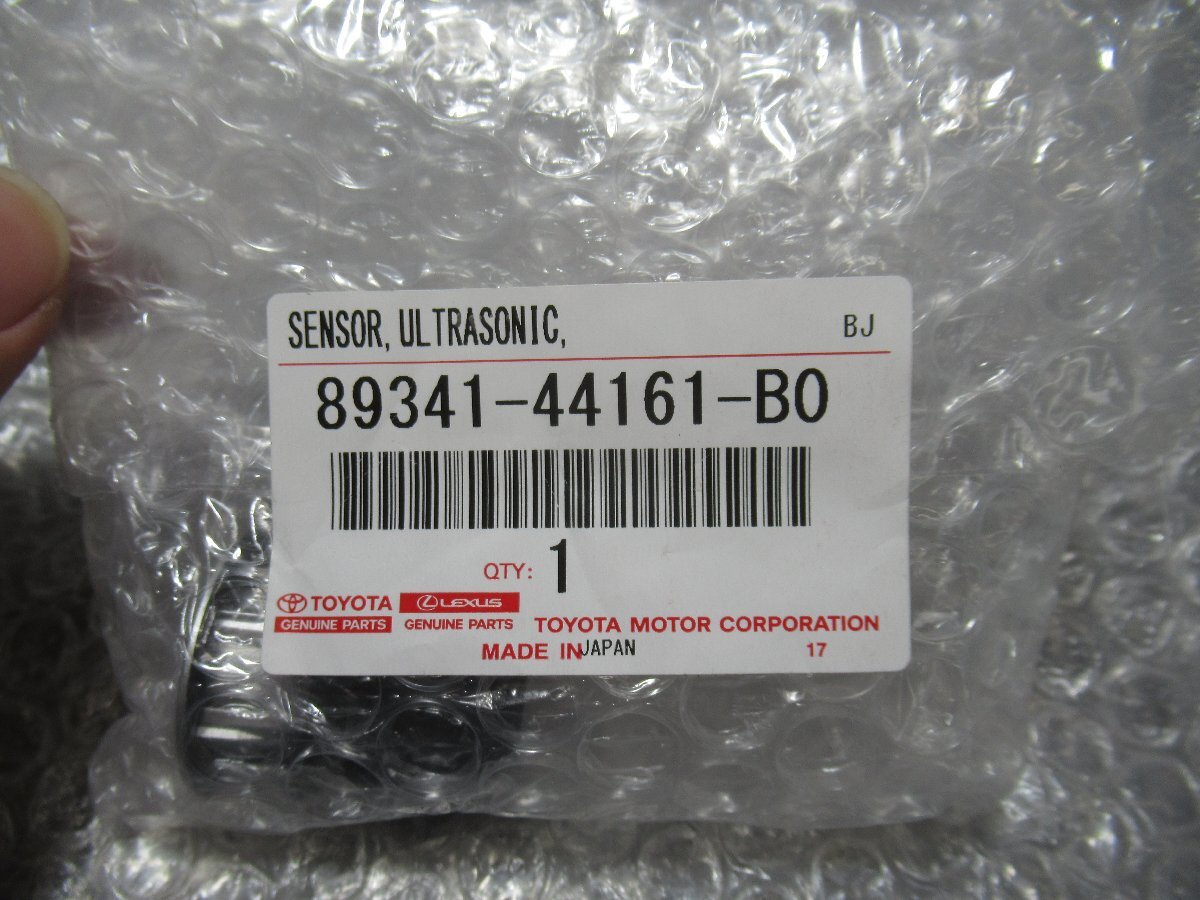 SENSOR,ULTRASONIC, BJ
89341-44161-B0
QTY: 1
TOYOTA LEXUS
GENUINE PARTS GENUINE PARTS TOYOTA MOTOR CORPORATION
MADE IN JAPAN 17